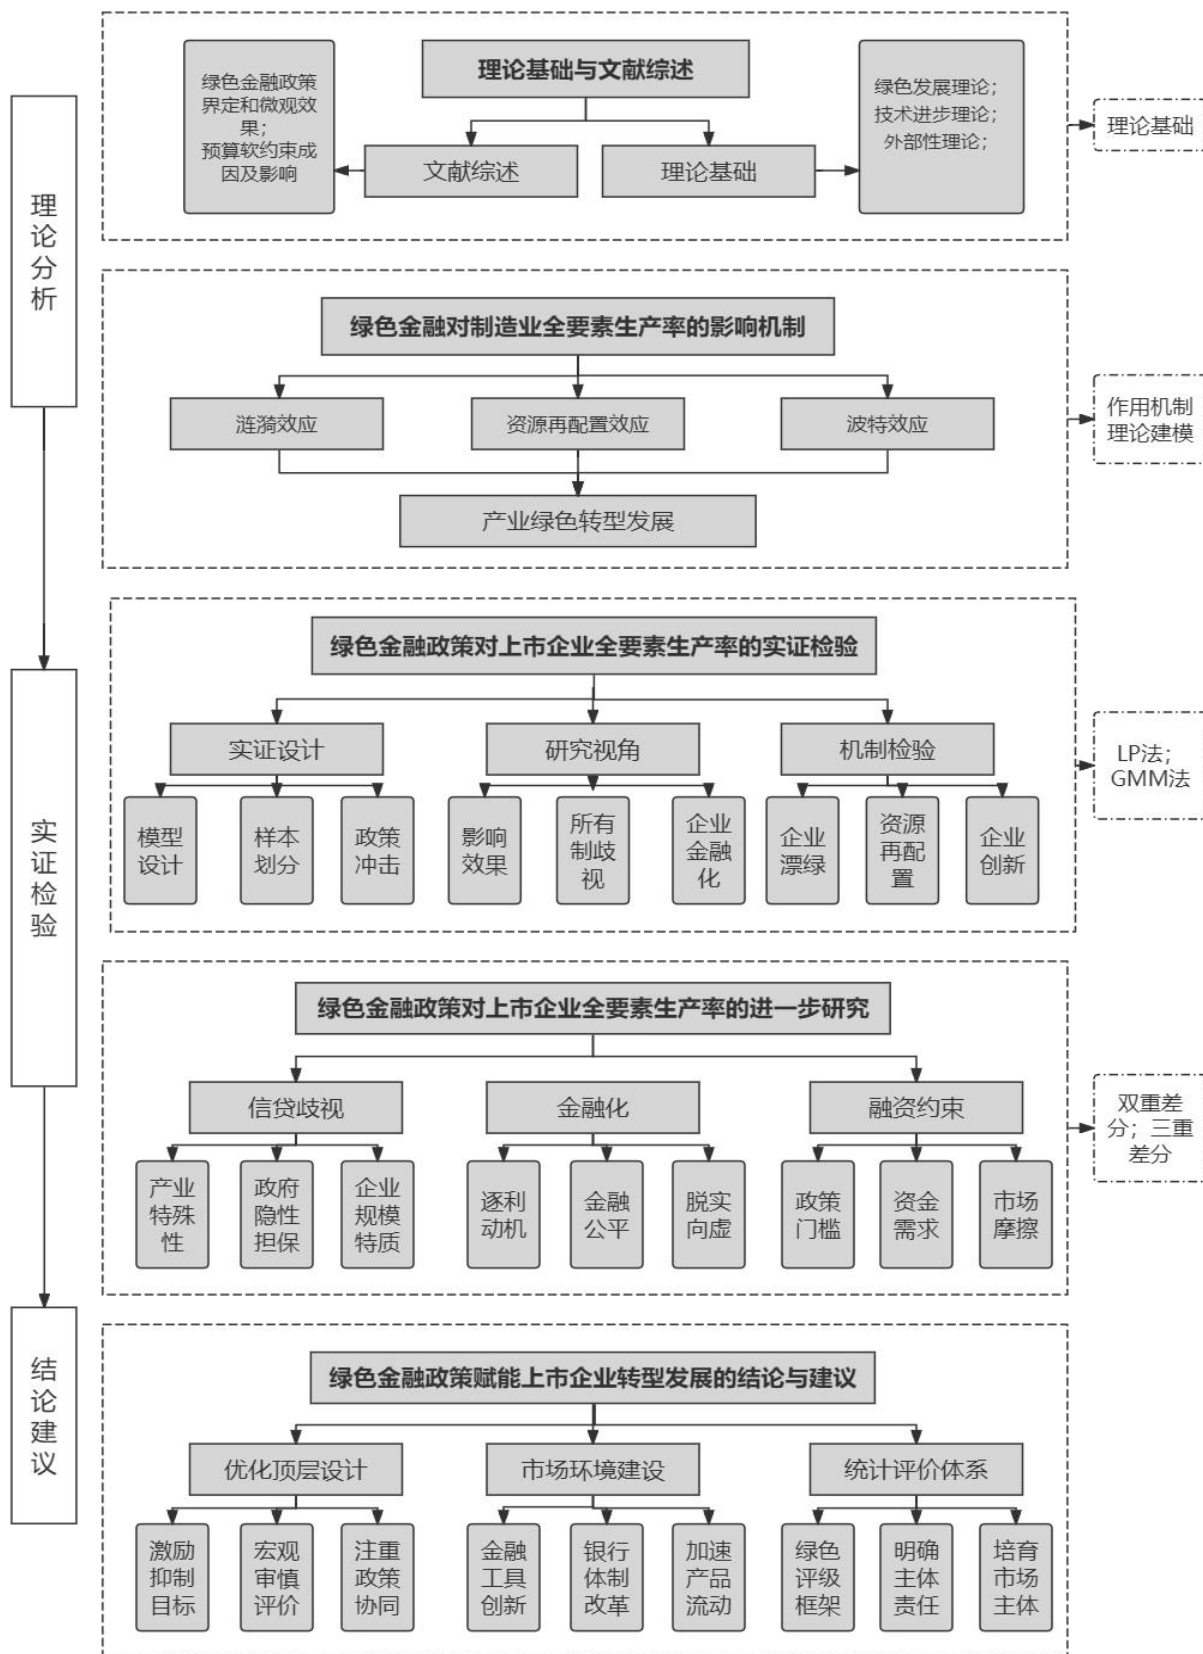 理论分析
理论基础与文献综述
绿色金融政策
界定和微观效
果；
预算软约束成
因及影响
文献综述
理论基础
绿色发展理论；
技术进步理论；
外部性理论；
理论基础
绿色金融对制造业全要素生产率的影响机制
涟漪效应
资源再配置效应
波特效应
产业绿色转型发展
作用机制
理论建模
实证检验
绿色金融政策对上市企业全要素生产率的实证检验
实证设计
研究视角
机制检验
模型
设计
样本
划分
政策
冲击
影响
效果
所有
制歧
视
企业
金融
化
企业
漂绿
资源
再配
置
企业
创新
LP法；
GMM法
绿色金融政策对上市企业全要素生产率的进一步研究
信贷歧视
金融化
融资约束
产业
特殊
性
政府
隐性
担保
企业
规模
特质
逐利
动机
金融
公平
脱实
向虚
政策
门槛
资金
需求
市场
摩擦
双重差
分；三重
差分
结论建议
绿色金融政策赋能上市企业转型发展的结论与建议
优化顶层设计
市场环境建设
统计评价体系
激励
抑制
目标
宏观
审慎
评价
注重
政策
协同
金融
工具
创新
银行
体制
改革
加速
产品
流动
绿色
评级
框架
明确
主体
责任
培育
市场
主体